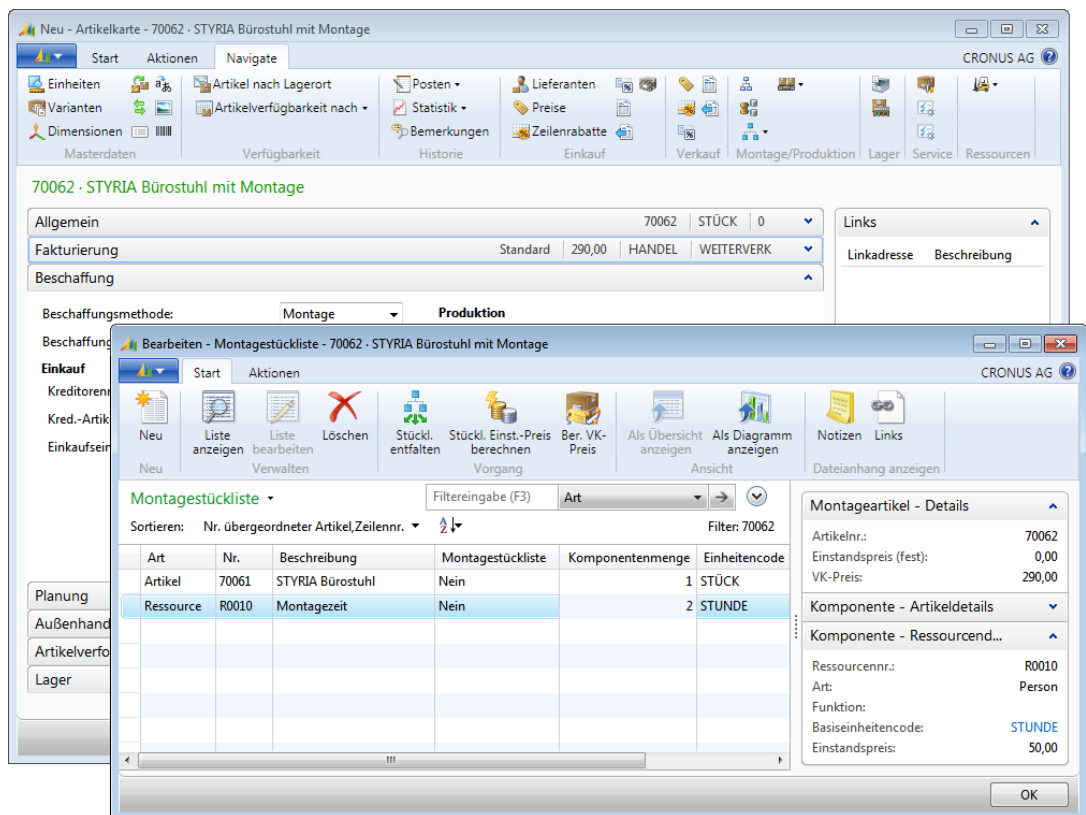 Neu - Artikelkarte - 70062 · STYRIA Bürostuhl mit Montage
Start Aktionen Navigate CRONUS AG
Einheiten Artikel nach Lagerort Posten Lieferanten
Varianten Artikelverfügbarkeit nach Statistik Preise
Dimensionen Bemerkungen Zeilenrabatte
Masterdaten Verfügbarkeit Historie Einkauf Verkauf Montage/Produktion Lager Service Ressourcen
70062 · STYRIA Bürostuhl mit Montage
Allgemein 70062 STÜCK 0
Fakturierung Standard 290,00 HANDEL WEITERVERK
Beschaffung
Links
Linkadresse Beschreibung
Beschaffungsmethode: Montage Produktion
Beschaffung
Einkauf
Kreditorenn
Kred.-Artik
Einkaufsein
Planung
Außenhand
Artikelverfo
Lager
Bearbeiten - Montagestückliste - 70062 · STYRIA Bürostuhl mit Montage
Start Aktionen CRONUS AG
Neu Liste anzeigen Liste bearbeiten Löschen Stückl. entfalten Stückl. Einst.-Preis berechnen Ber. VK-Preis Als Übersicht anzeigen Als Diagramm anzeigen Notizen Links
Neu Verwalten Vorgang Ansicht Dateianhang anzeigen
Montagestückliste Filtereingabe (F3) Art
Sortieren: Nr. übergeordneter Artikel,Zeilennr. Filter: 70062
Art Nr. Beschreibung Montagestückliste Komponentenmenge Einheitencode
Artikel 70061 STYRIA Bürostuhl Nein 1 STÜCK
Ressource R0010 Montagezeit Nein 2 STUNDE
Montageartikel - Details
Artikelnr.: 70062
Einstandspreis (fest): 0,00
VK-Preis: 290,00
Komponente - Artikeldetails
Komponente - Ressourcend...
Ressourcennr.: R0010
Art: Person
Funktion:
Basiseinheitencode: STUNDE
Einstandspreis: 50,00
OK